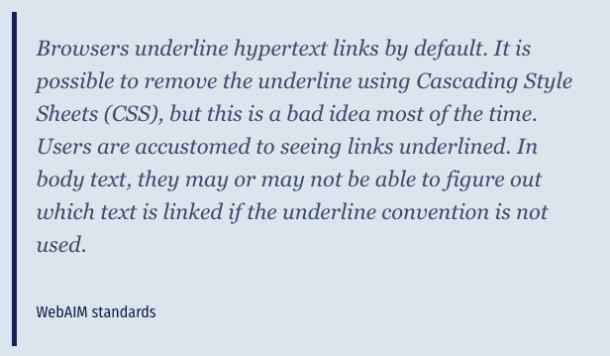 Browsers underline hypertext links by default. It is
possible to remove the underline using Cascading Style
Sheets (CSS), but this is a bad idea most of the time.
Users are accustomed to seeing links underlined. In
body text, they may or may not be able to figure out
which text is linked if the underline convention is not
used.
WebAIM standards